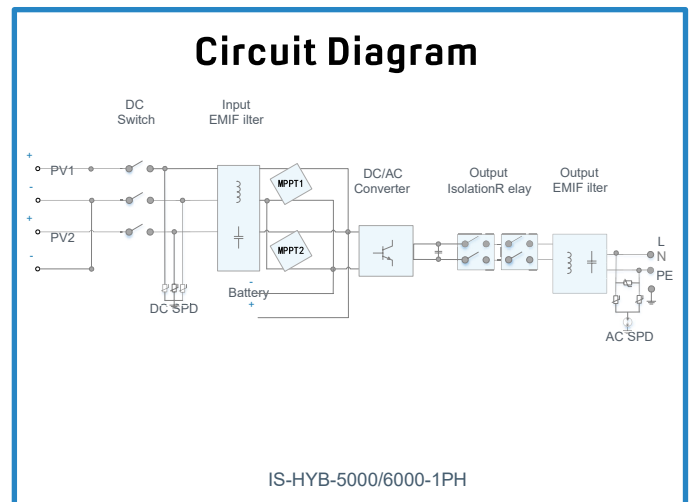 Circuit Diagram
DC
Switch
Input
EMIF ilter
DC/AC
Converter
Output
IsolationR elay
Output
EMIF ilter
+
PV1
-
+
PV2
-
MPPT1
MPPT2
Battery
-
+
DC SPD
L
N
PE
AC SPD
IS-HYB-5000/6000-1PH